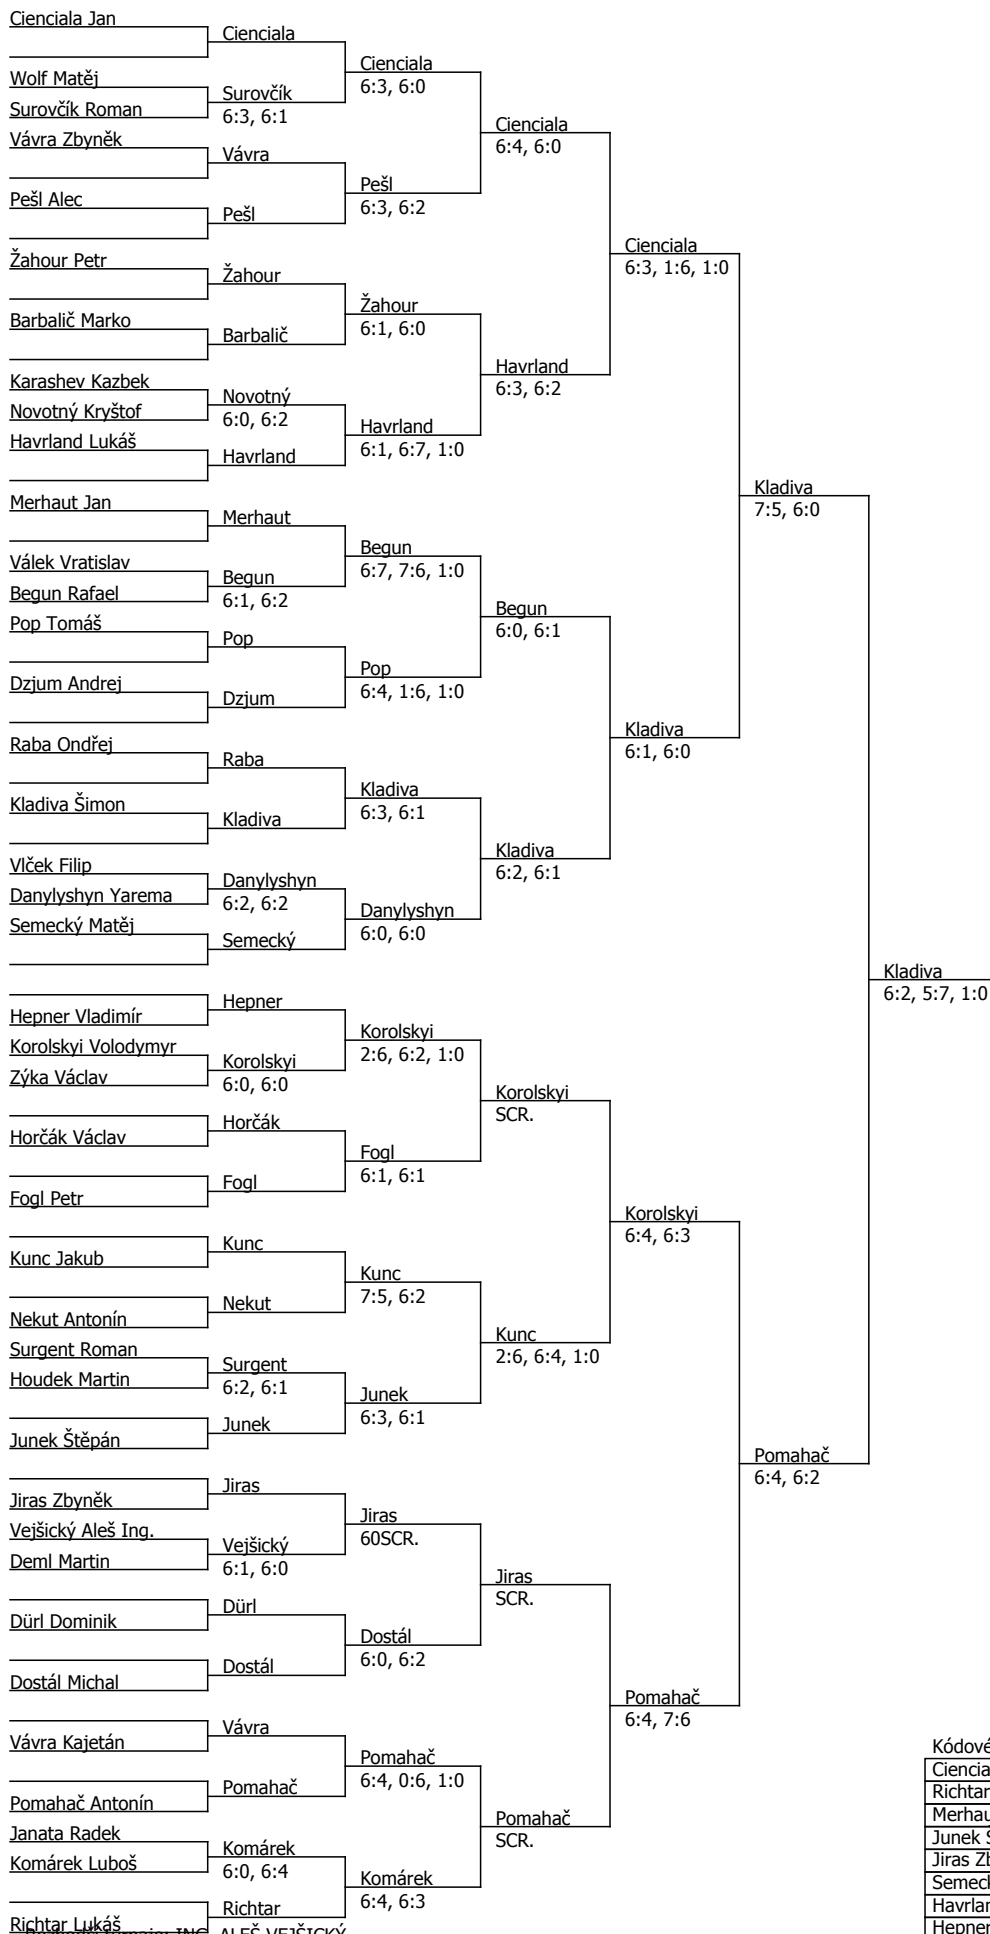 Cienciala Jan
Cienciala
Cienciala
6:3, 6:0
Wolf Matěj
Surovčík
6:3, 6:1
Surovčík Roman
Cienciala
6:4, 6:0
Vávra Zbyněk
Vávra
Pešl
6:3, 6:2
Pešl Alec
Pešl
Cienciala
6:3, 1:6, 1:0
Žahour Petr
Žahour
Žahour
6:1, 6:0
Barbalič Marko
Barbalič
Havrland
6:3, 6:2
Karashev Kazbek
Novotný
6:0, 6:2
Novotný Kryštof
Havrland
6:1, 6:7, 1:0
Havrland Lukáš
Havrland
Kladiva
7:5, 6:0
Merhaut Jan
Merhaut
Begun
6:7, 7:6, 1:0
Válek Vratislav
Begun
6:1, 6:2
Begun Rafael
Begun
6:0, 6:1
Pop Tomáš
Pop
Pop
6:4, 1:6, 1:0
Dzjum Andrej
Dzjum
Kladiva
6:1, 6:0
Raba Ondřej
Raba
Kladiva
6:3, 6:1
Kladiva Šimon
Kladiva
Kladiva
6:2, 6:1
Vlček Filip
Danylyshyn
6:2, 6:2
Danylyshyn Yarema
Danylyshyn
6:0, 6:0
Semecký Matěj
Semecký
Kladiva
6:2, 5:7, 1:0
Hepner
Hepner Vladimír
Korolskyi
2:6, 6:2, 1:0
Korolskyi Volodymyr
Korolskyi
6:0, 6:0
Zýka Václav
Korolskyi
SCR.
Horčák
Horčák Václav
Fogl
6:1, 6:1
Fogl
Fogl Petr
Korolskyi
6:4, 6:3
Kunc
Kunc Jakub
Kunc
7:5, 6:2
Nekut
Nekut Antonín
Kunc
2:6, 6:4, 1:0
Surgent Roman
Surgent
6:2, 6:1
Houdek Martin
Junek
6:3, 6:1
Junek
Junek Štěpán
Pomahač
6:4, 6:2
Jiras
Jiras Zbyněk
Jiras
60SCR.
Vejšický Aleš Ing.
Vejšický
6:1, 6:0
Deml Martin
Jiras
SCR.
Dürl
Dürl Dominik
Dostál
6:0, 6:2
Dostál
Dostál Michal
Pomahač
6:4, 7:6
Vávra
Vávra Kajetán
Pomahač
6:4, 0:6, 1:0
Pomahač
Pomahač Antonín
Pomahač
SCR.
Janata Radek
Komárek
6:0, 6:4
Komárek Luboš
Komárek
6:4, 6:3
Richtar
Richtar Lukáš
ALEŠ VEJŠICKÝ
Kódové
Ciencia
Richtar
Merhau
Junek
Jiras
Semeck
Havrlan
Hepner